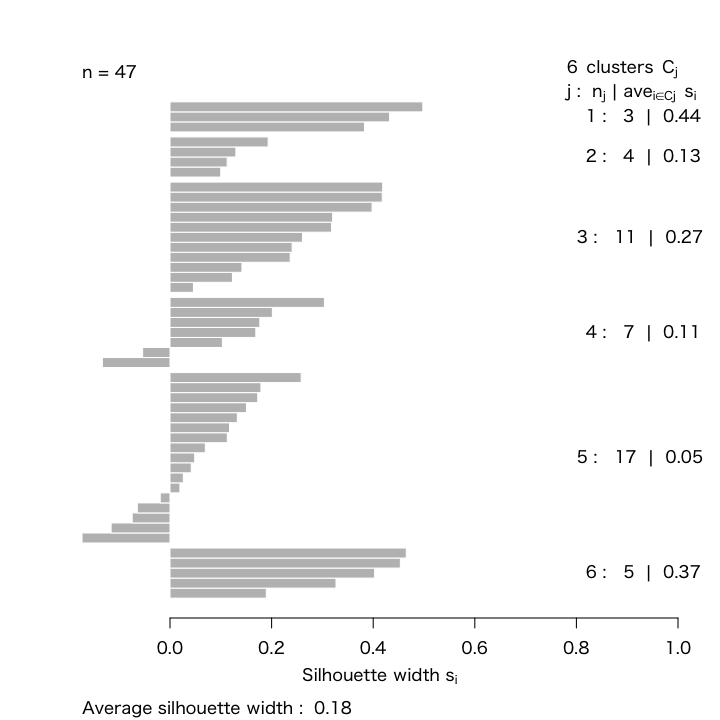 n = 47
6 clusters Cj
j : nj | avei∈Cj si
1 : 3 | 0.44
2 : 4 | 0.13
3 : 11 | 0.27
4 : 7 | 0.11
5 : 17 | 0.05
6 : 5 | 0.37
0.0 0.2 0.4 0.6 0.8 1.0
Silhouette width si
Average silhouette width : 0.18